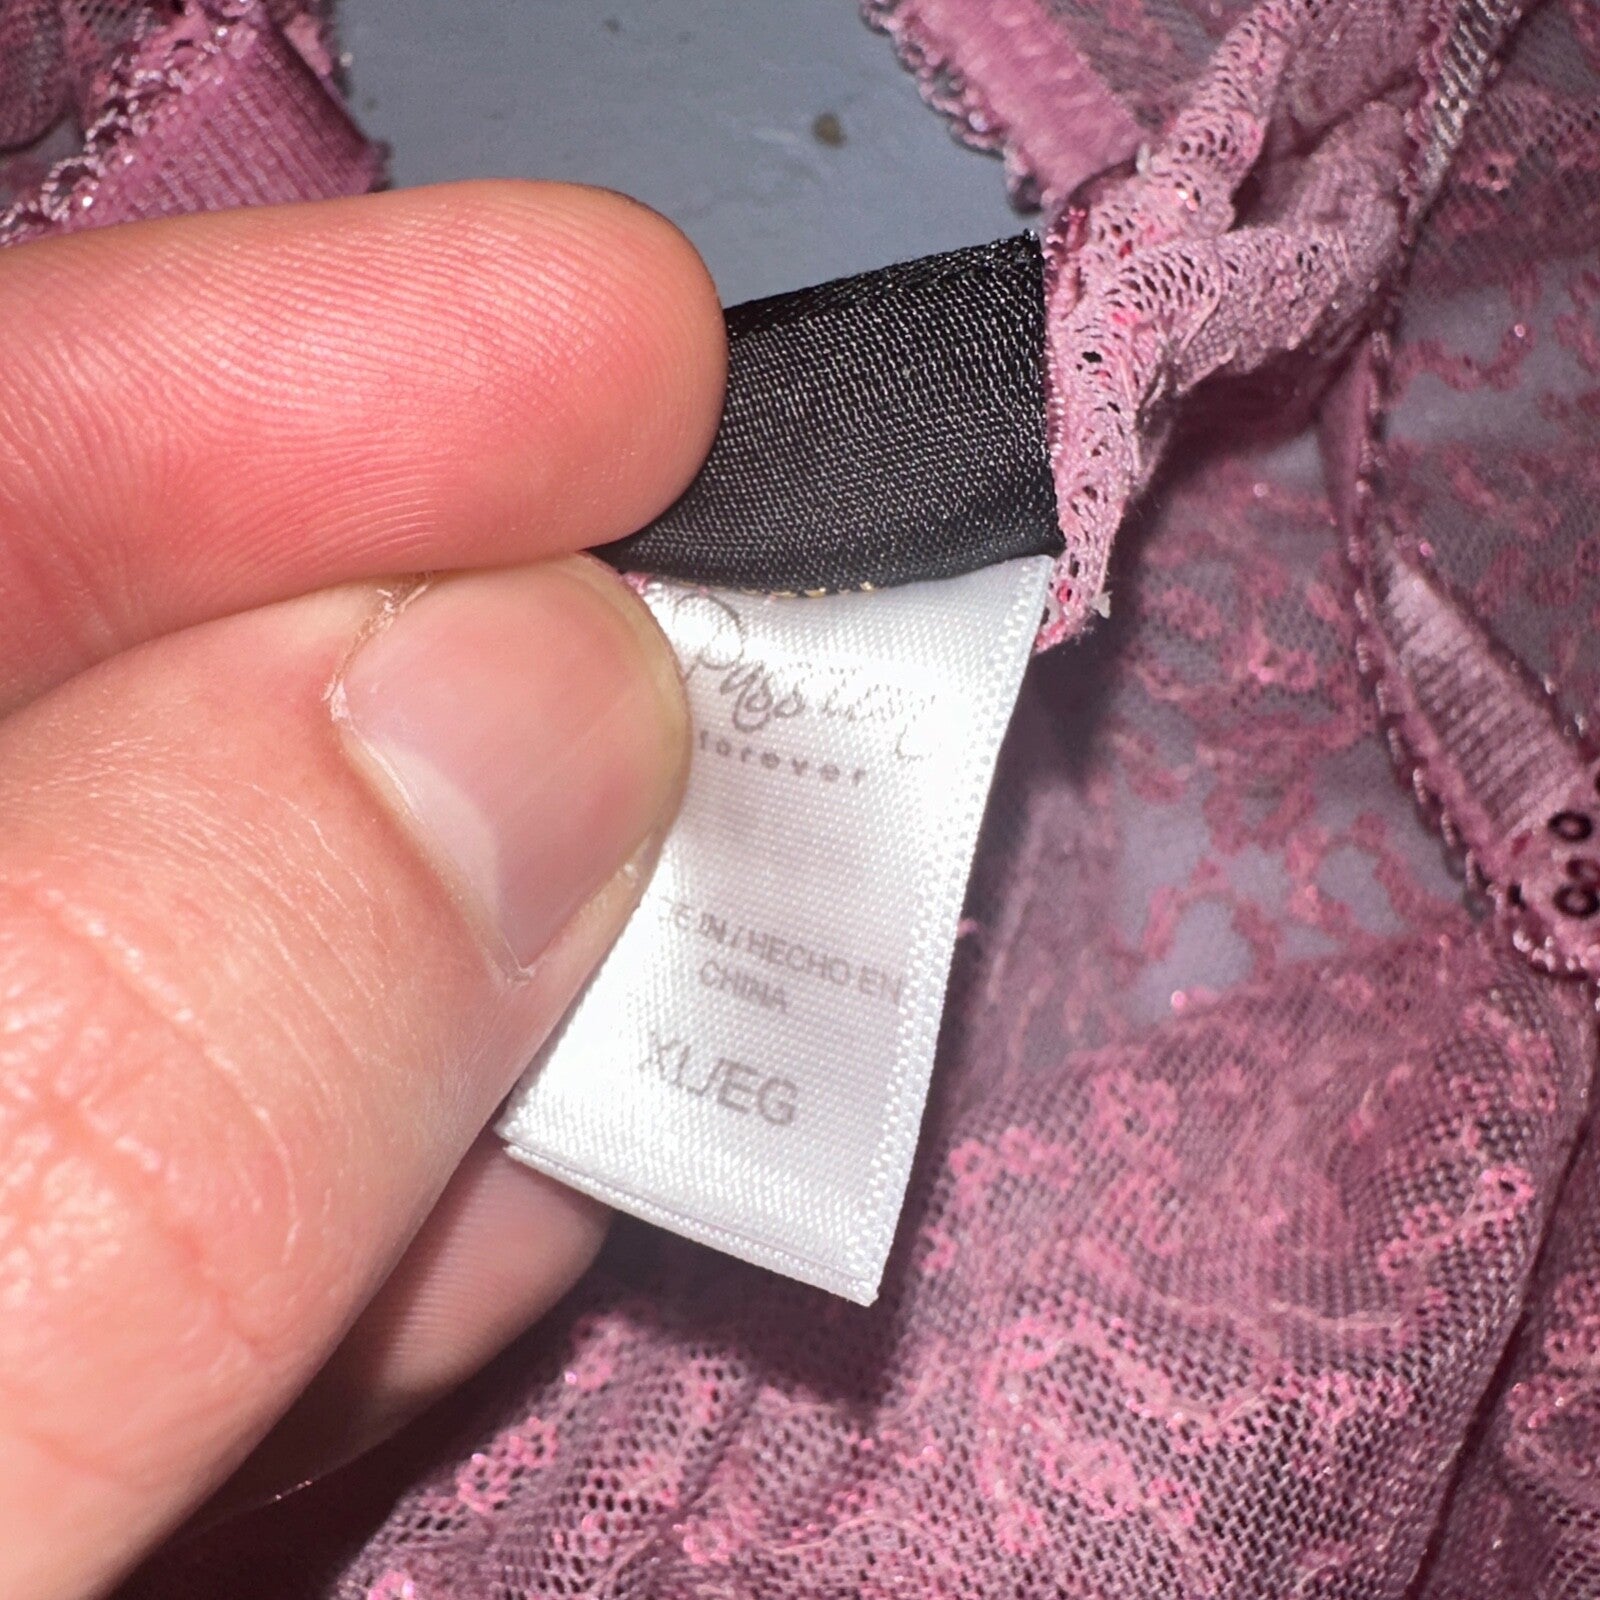 forever
E IN / HECHO EN
CHINA
XL/EG